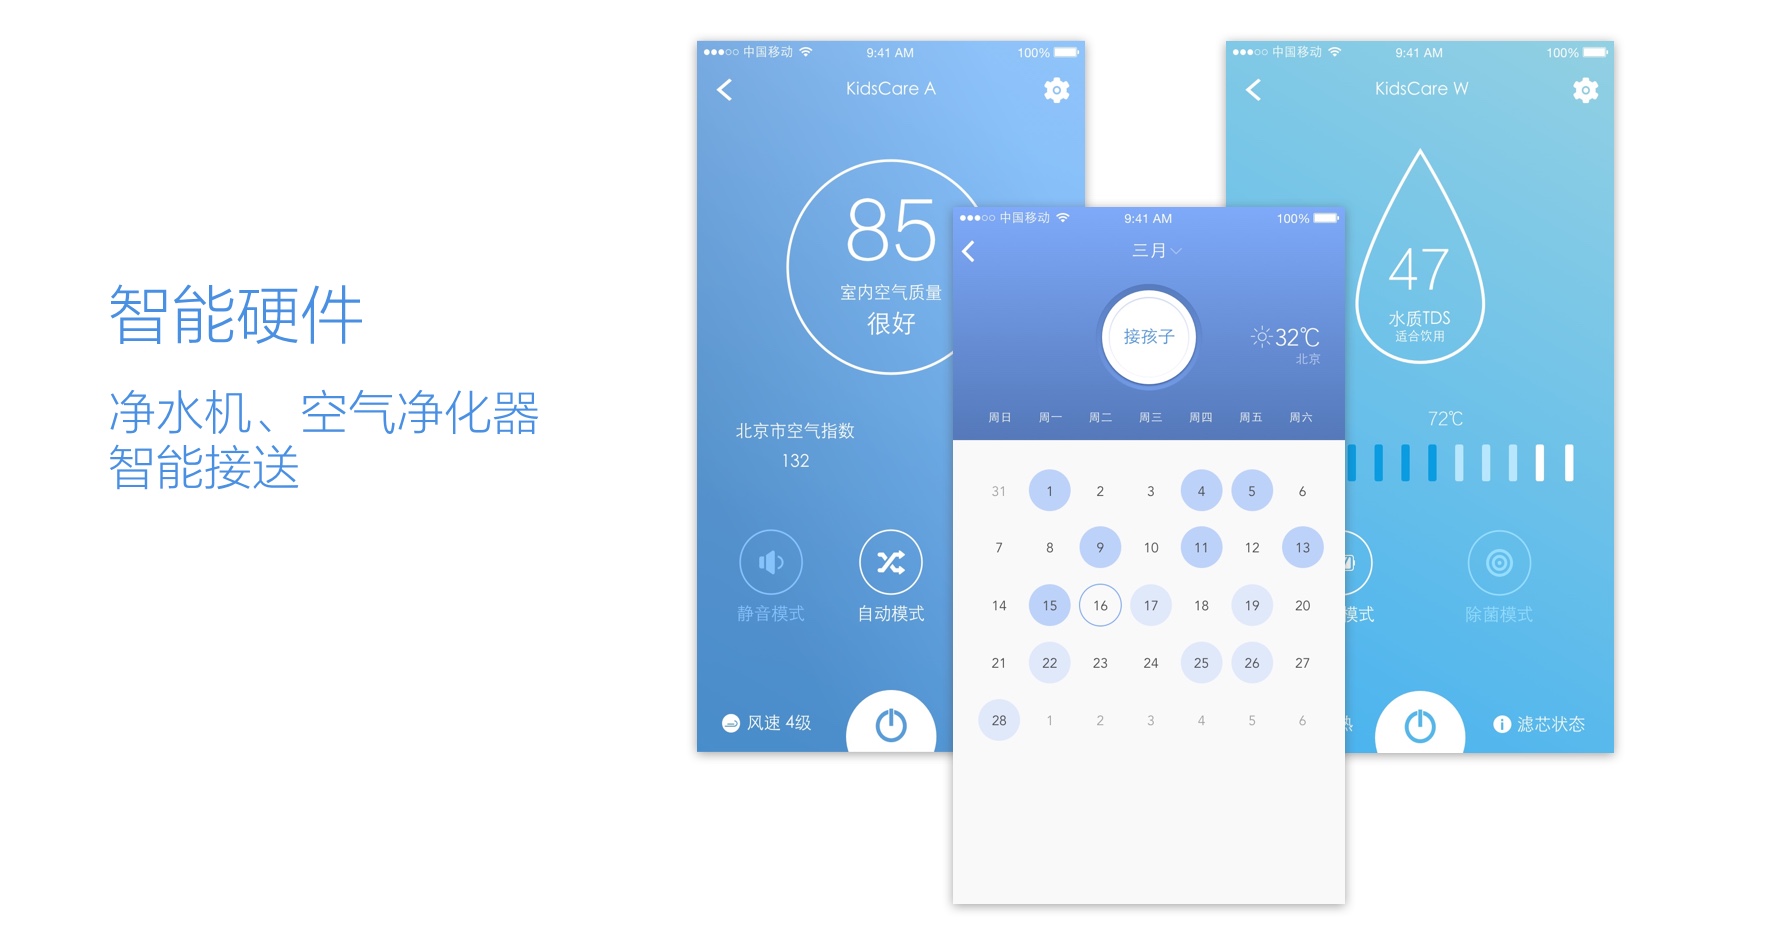 智能硬件
净水机、空气净化器
智能接送
中国移动 9:41 AM 100%
KidsCare A
85
室内空气质量
很好
北京市空气指数
132
静音模式 自动模式
风速 4级
中国移动 9:41 AM 100%
三月
接孩子
32℃
北京
周日 周一 周二 周三 周四 周五 周六
31 1 2 3 4 5 6
7 8 9 10 11 12 13
14 15 16 17 18 19 20
21 22 23 24 25 26 27
28 1 2 3 4 5 6
中国移动 9:41 AM 100%
KidsCare W
47
水质TDS
适合饮用
72℃
模式 除菌模式
滤芯状态